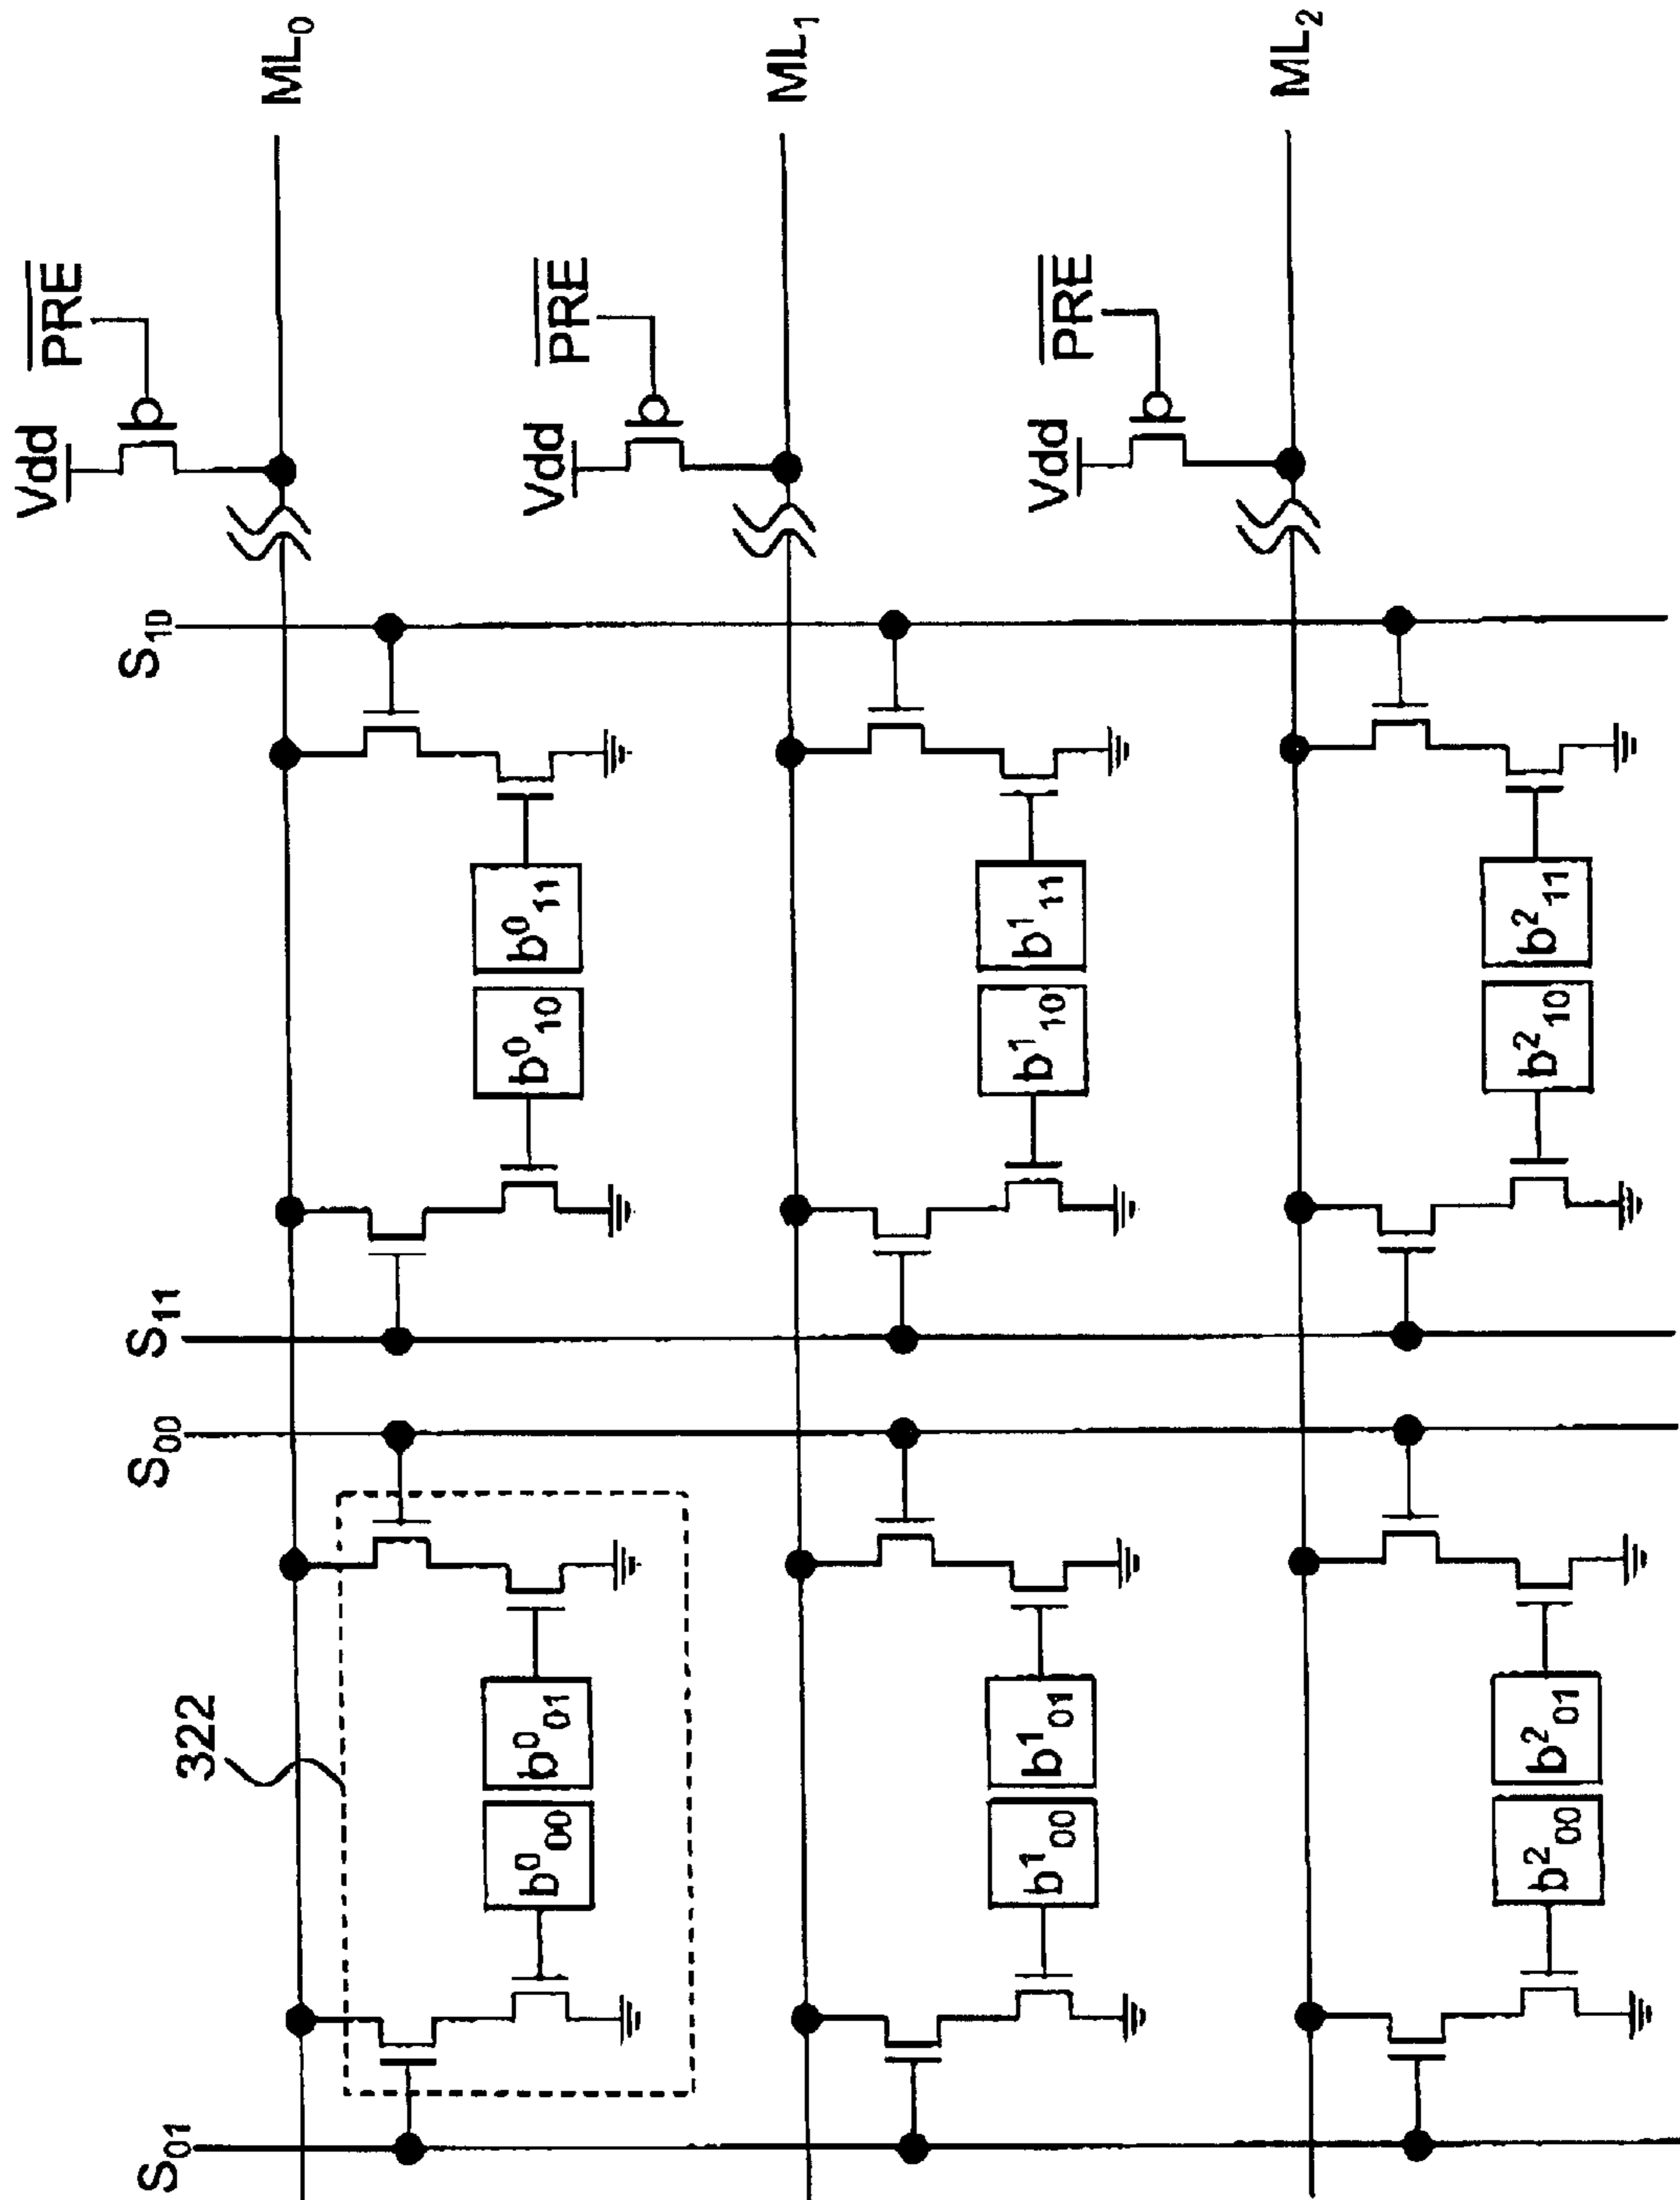 Vdd PRE
S01 322 S00 S11 S10
ML0
b⁰00 b⁰01 b⁰10 b⁰11
Vdd PRE
ML1
b¹00 b¹01 b¹10 b¹11
Vdd PRE
ML2
b²00 b²01 b²10 b²11